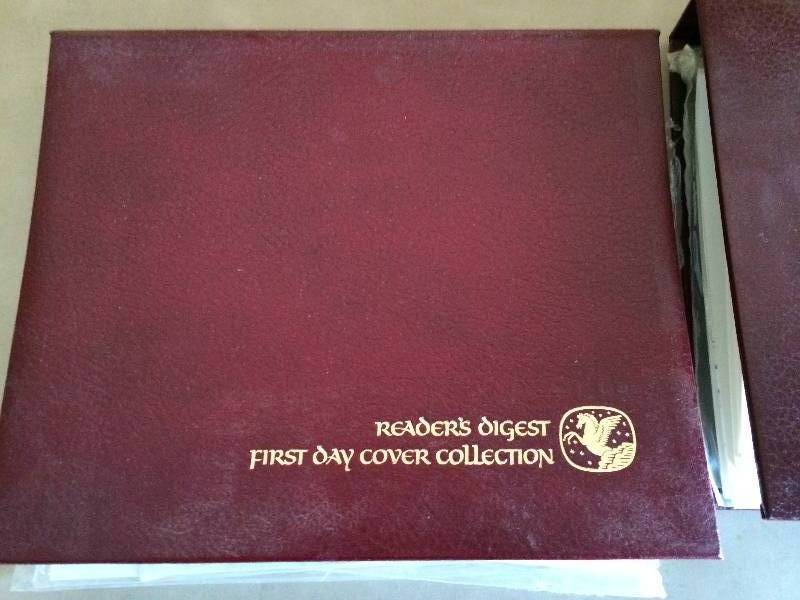 READER'S DIGEST
FIRST DAY COVER COLLECTION